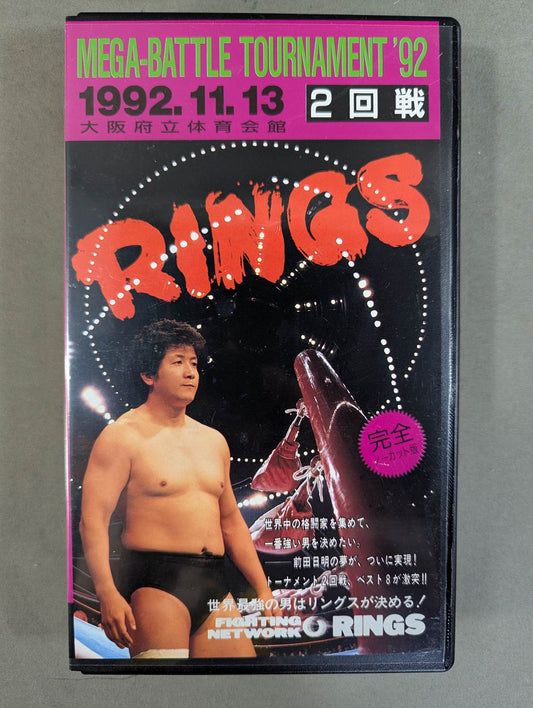 MEGA-BATTLE TOURNAMENT '92
1992.11.13
2回戦
大阪府立体育会館
RINGS
完全
ノーカット版
世界中の格闘家を集めて、
一番強い男を決めたい。
――前田日明の夢が、ついに実現!
トーナメント2回戦、ベスト8が激突!!
世界最強の男はリングスが決める!
FIGHTING
NETWORK RINGS